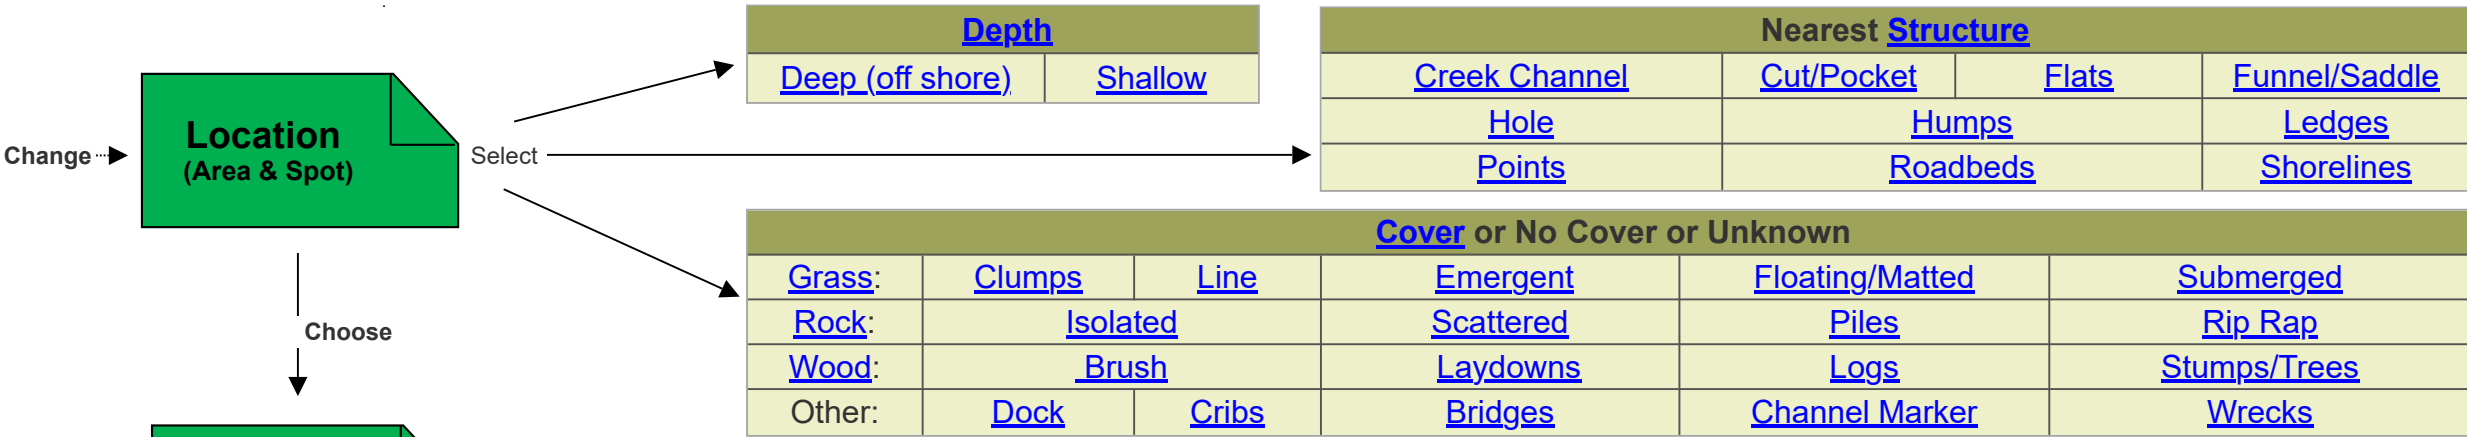 Change
Location
(Area & Spot)
Select
Choose
Depth
Deep (off shore) Shallow
Nearest Structure
Creek Channel Cut/Pocket Flats Funnel/Saddle
Hole Humps Ledges
Points Roadbeds Shorelines
Cover or No Cover or Unknown
Grass: Clumps Line Emergent Floating/Matted Submerged
Rock: Isolated Scattered Piles Rip Rap
Wood: Brush Laydowns Logs Stumps/Trees
Other: Dock Cribs Bridges Channel Marker Wrecks